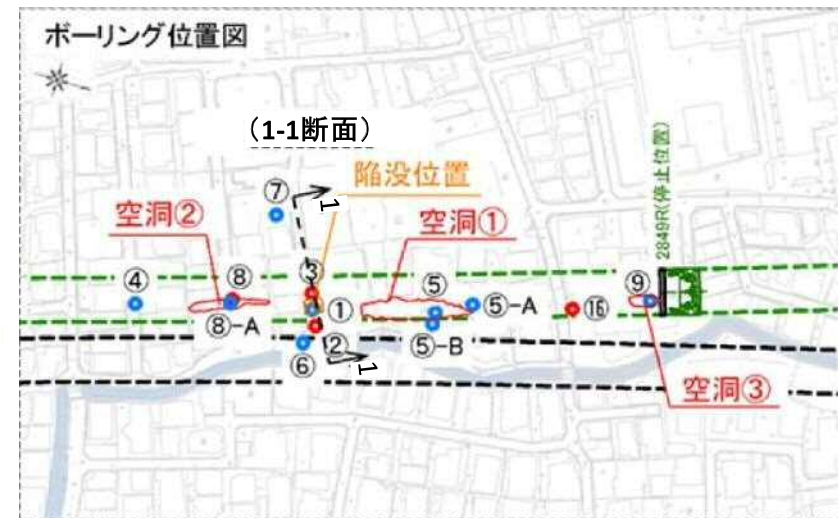 ボーリング位置図
（1-1断面）
陥没位置
⑦
1
空洞②
空洞①
2849R(停止位置)
④
⑧
③
⑤
⑨
⑧-A
①
⑤-A
⑯
⑤-B
②
⑥
1
空洞③